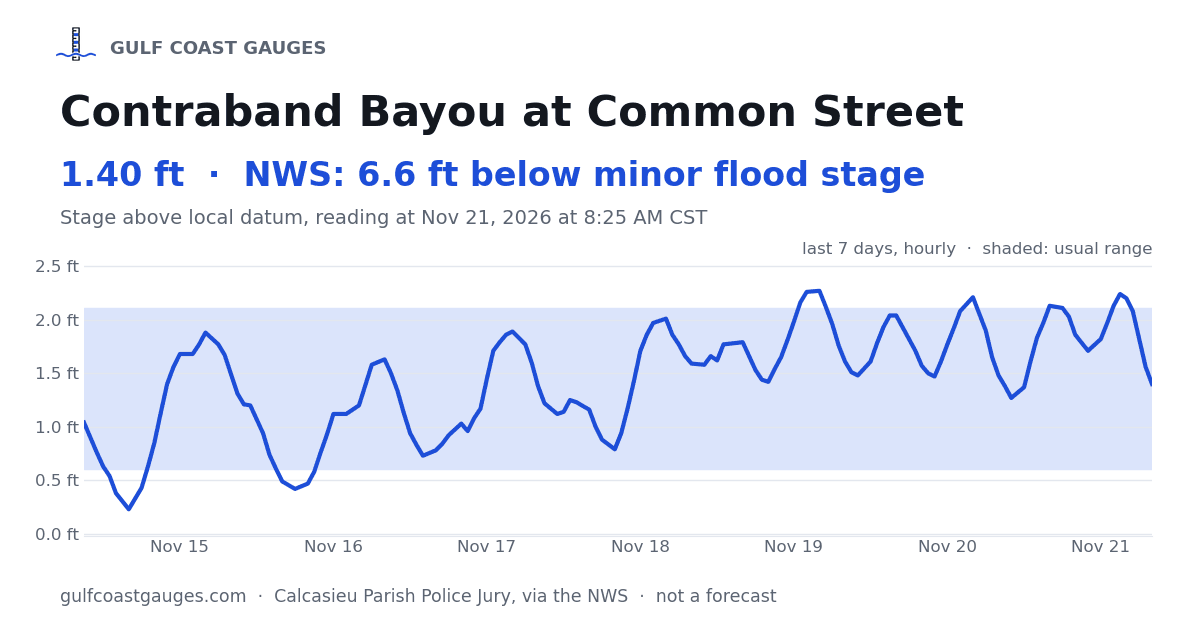 GULF COAST GAUGES
Contraband Bayou at Common Street
1.40 ft · NWS: 6.6 ft below minor flood stage
Stage above local datum, reading at Nov 21, 2026 at 8:25 AM CST
last 7 days, hourly · shaded: usual range
2.5 ft
2.0 ft
1.5 ft
1.0 ft
0.5 ft
0.0 ft
Nov 15 Nov 16 Nov 17 Nov 18 Nov 19 Nov 20 Nov 21
gulfcoastgauges.com · Calcasieu Parish Police Jury, via the NWS · not a forecast